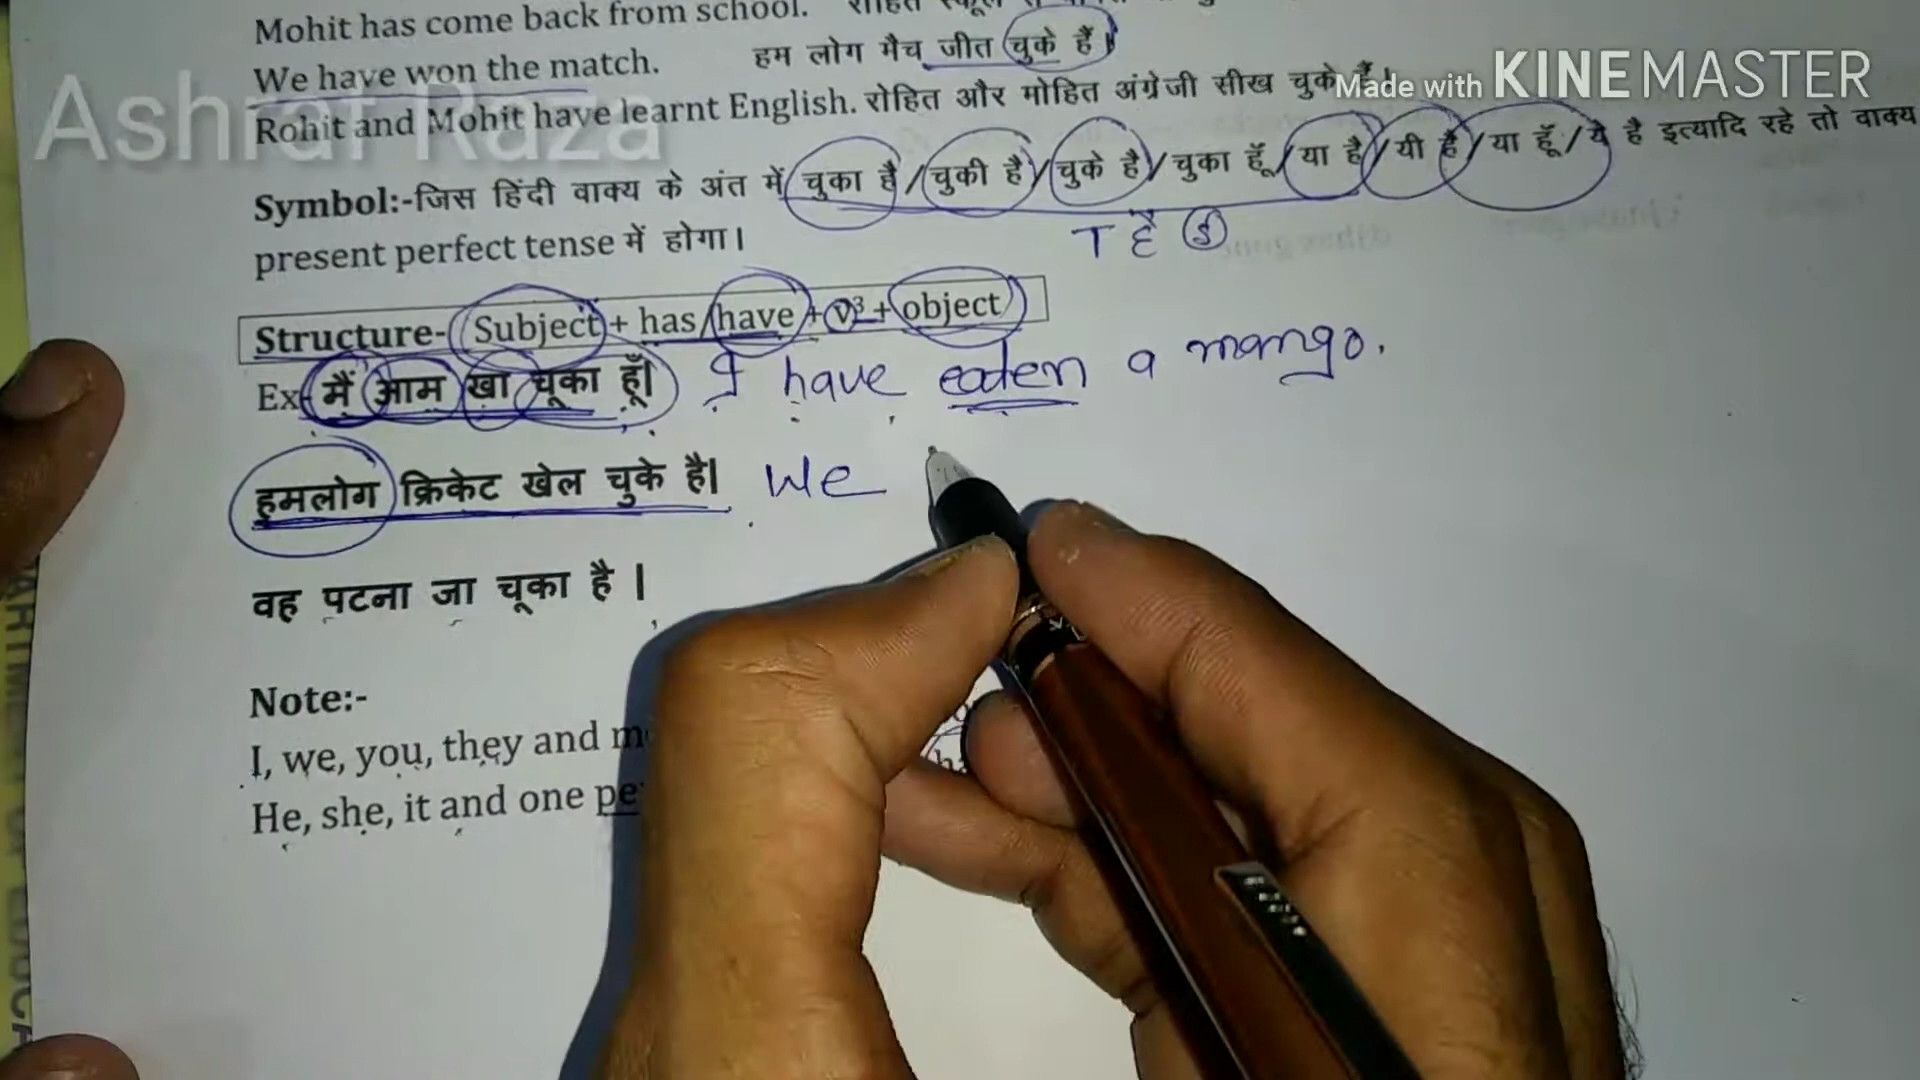 Mohit has come back from school.
We have won the match. हम लोग मैच जीत चुके हैं।
Made with KINEMASTER
Ashraf Raza
Rohit and Mohit have learnt English. रोहित और मोहित अंग्रेजी सीख चुके हैं।
Symbol:-जिस हिंदी वाक्य के अंत में चुका है/चुकी है/चुके है/चुका हूँ/या है/यी है/या हूँ/ये है इत्यादि रहे तो वाक्य
present perfect tense में होगा।
Structure- Subject + has/have + v³ + object
Ex- मैं आम खा चूका हूँ। I have eaten a mango.
हमलोग क्रिकेट खेल चुके है। We
वह पटना जा चूका है ।
Note:-
I, we, you, they and
He, she, it and one